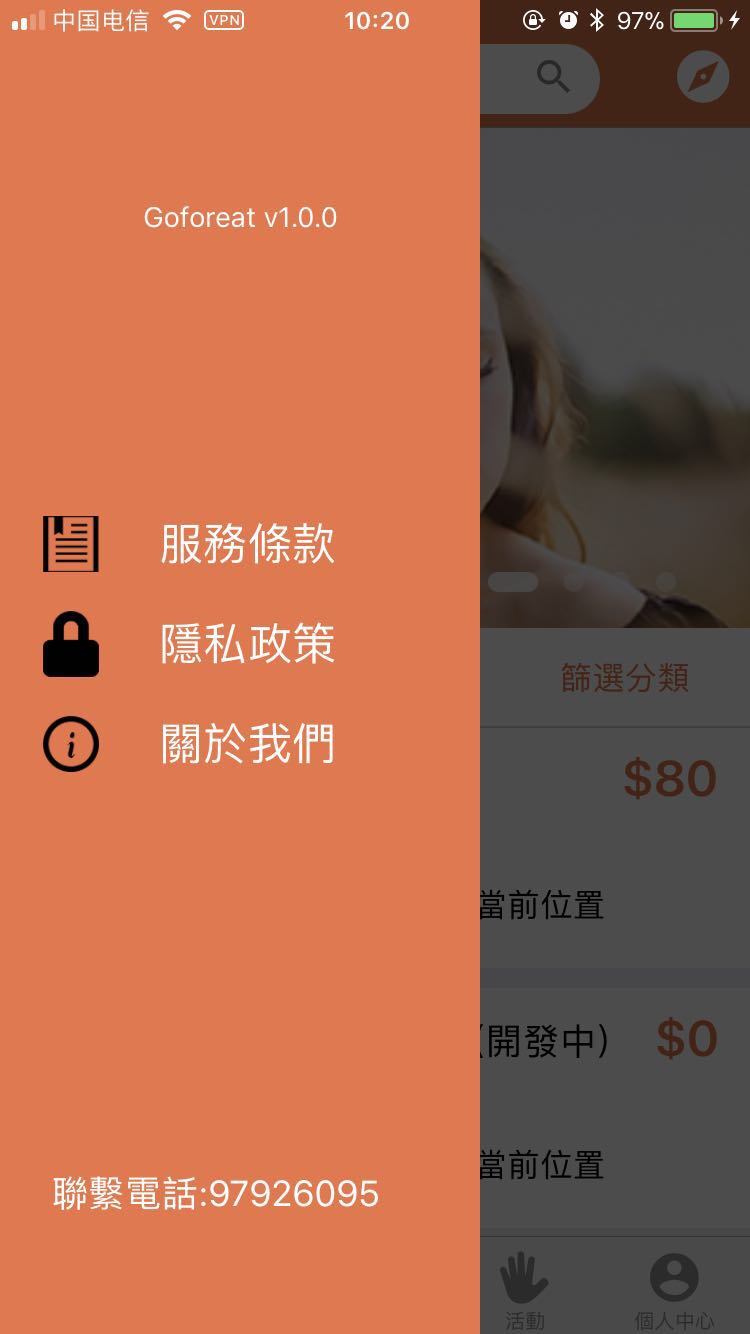 中国电信 VPN 10:20 97%
Goforeat v1.0.0
服務條款
隱私政策
關於我們
聯繫電話:97926095
篩選分類
$80
當前位置
(開發中) $0
當前位置
活動 個人中心